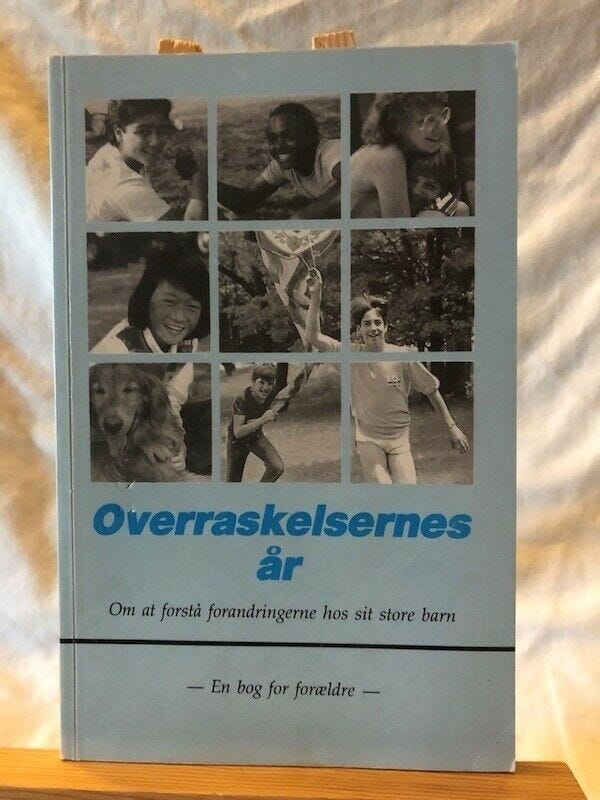 Overraskelsernes
år
Om at forstå forandringerne hos sit store barn
— En bog for forældre —